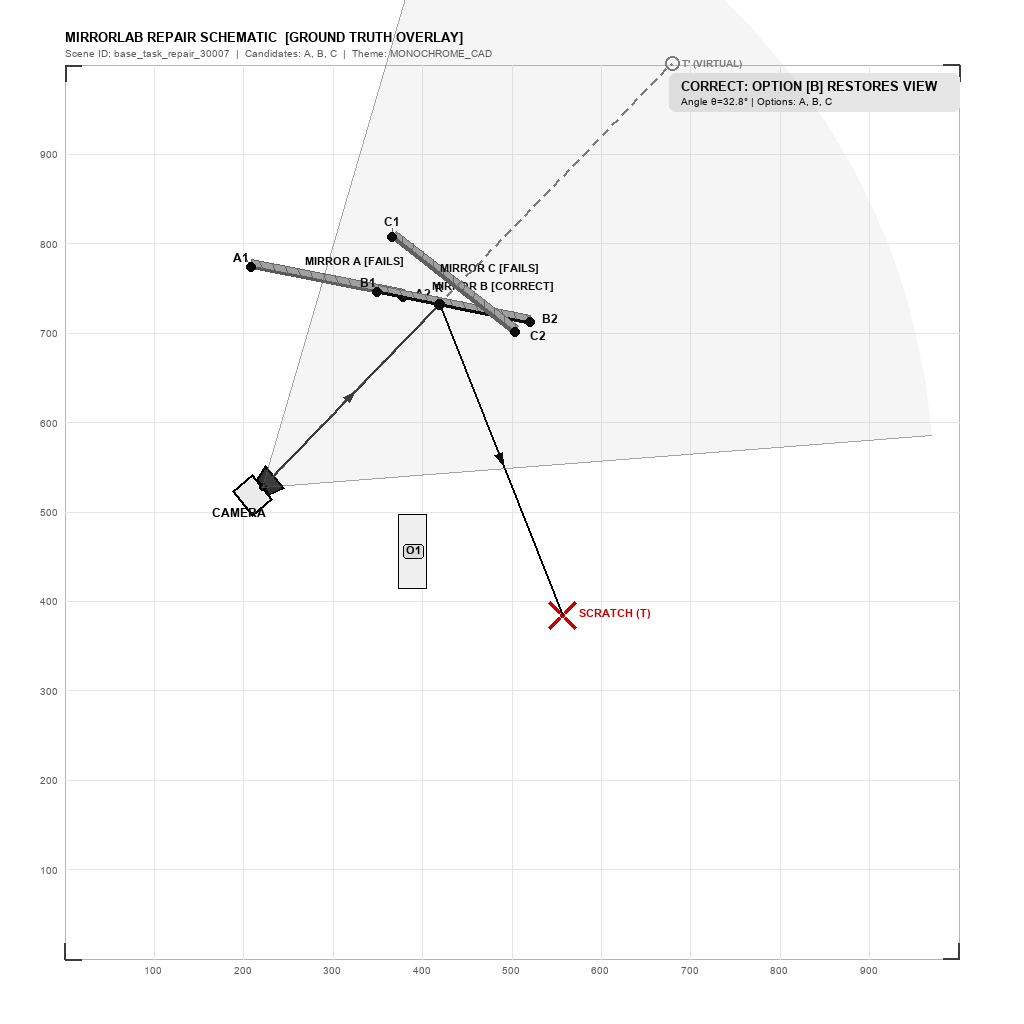 MIRRORLAB REPAIR SCHEMATIC [GROUND TRUTH OVERLAY]
Scene ID: base_task_repair_30007 | Candidates: A, B, C | Theme: MONOCHROME_CAD
T' (VIRTUAL)
CORRECT: OPTION [B] RESTORES VIEW
Angle θ=32.8° | Options: A, B, C
900
C1
800
A1
MIRROR A [FAILS]
MIRROR C [FAILS]
B1
A2
R
MIRROR B [CORRECT]
B2
700
C2
600
500
CAMERA
O1
400
SCRATCH (T)
300
200
100
100 200 300 400 500 600 700 800 900